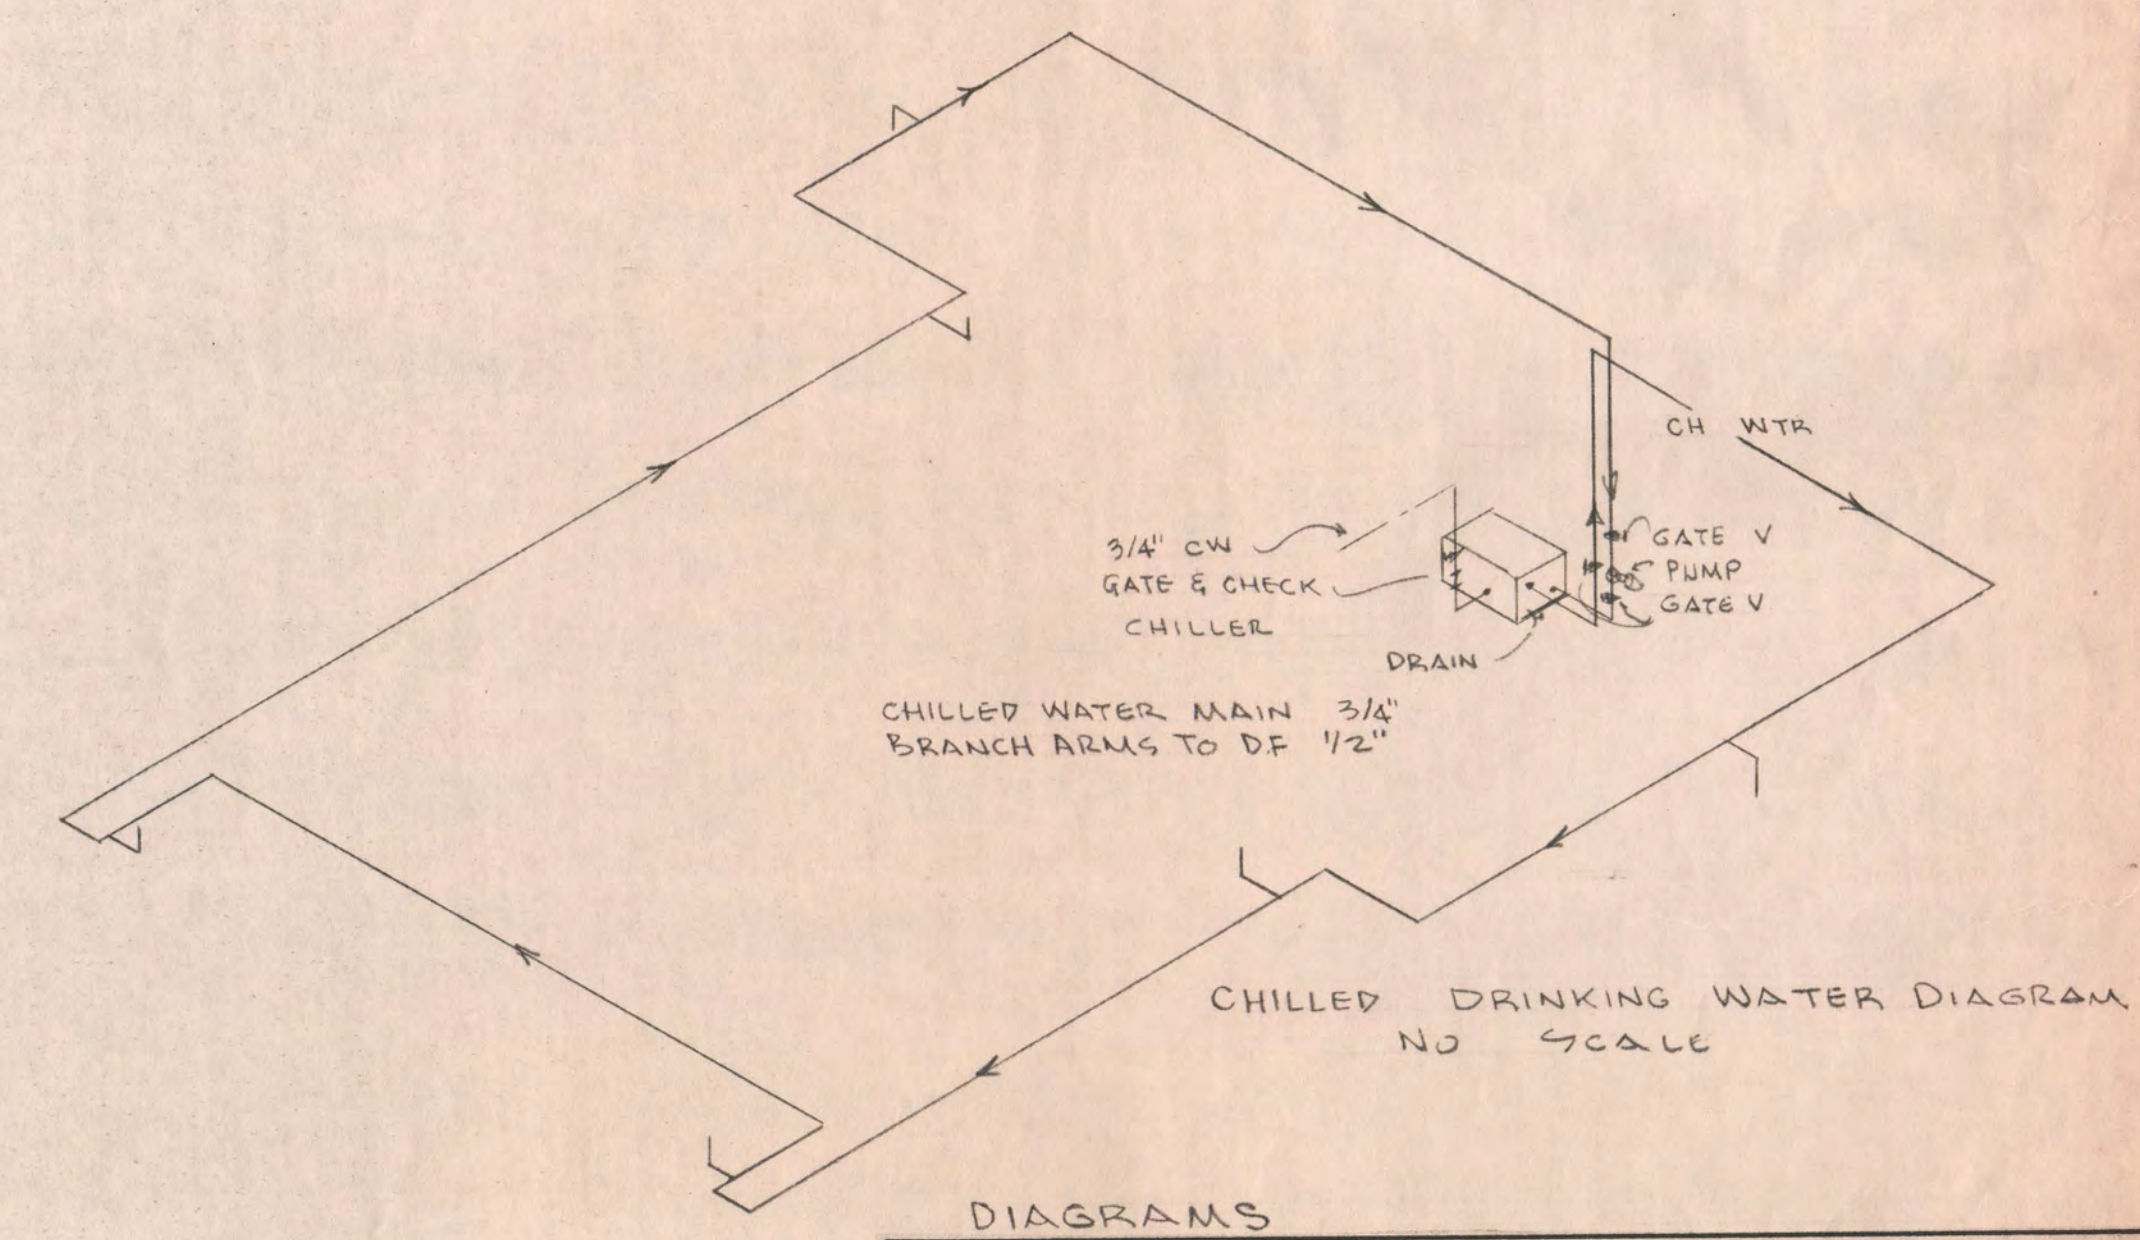 CH WTR
3/4" CW
GATE & CHECK
CHILLER
DRAIN
GATE V
PUMP
GATE V
CHILLED WATER MAIN 3/4"
BRANCH ARMS TO D.F 1/2"
CHILLED DRINKING WATER DIAGRAM
NO SCALE
DIAGRAMS